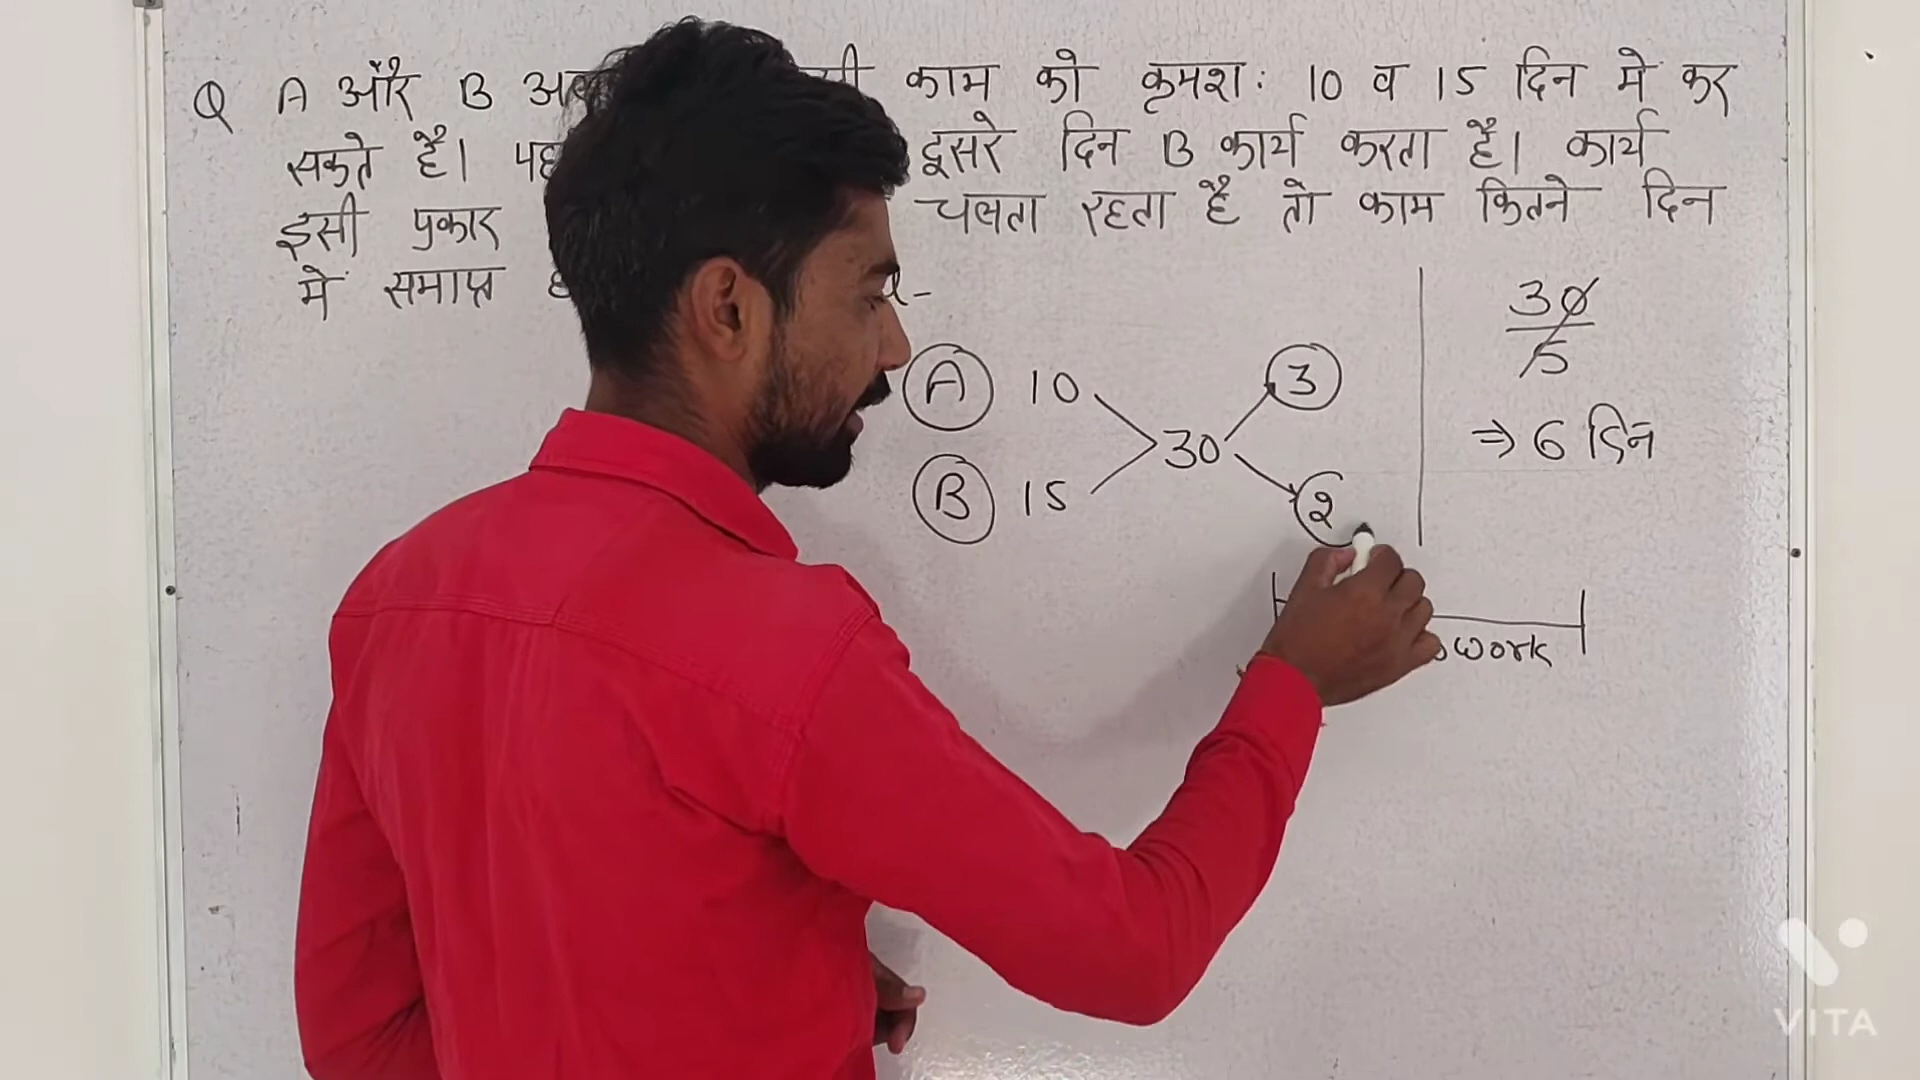 Q A और B काम को क्रमश: 10 व 15 दिन मे कर
सकते है। दूसरे दिन B कार्य करता है। कार्य
इसी प्रकार चलता रहता है तो काम कितने दिन
मे समाप्त
30
5
A 10 3
⇒ 6 दिन
30
B 15 2
work
VITA